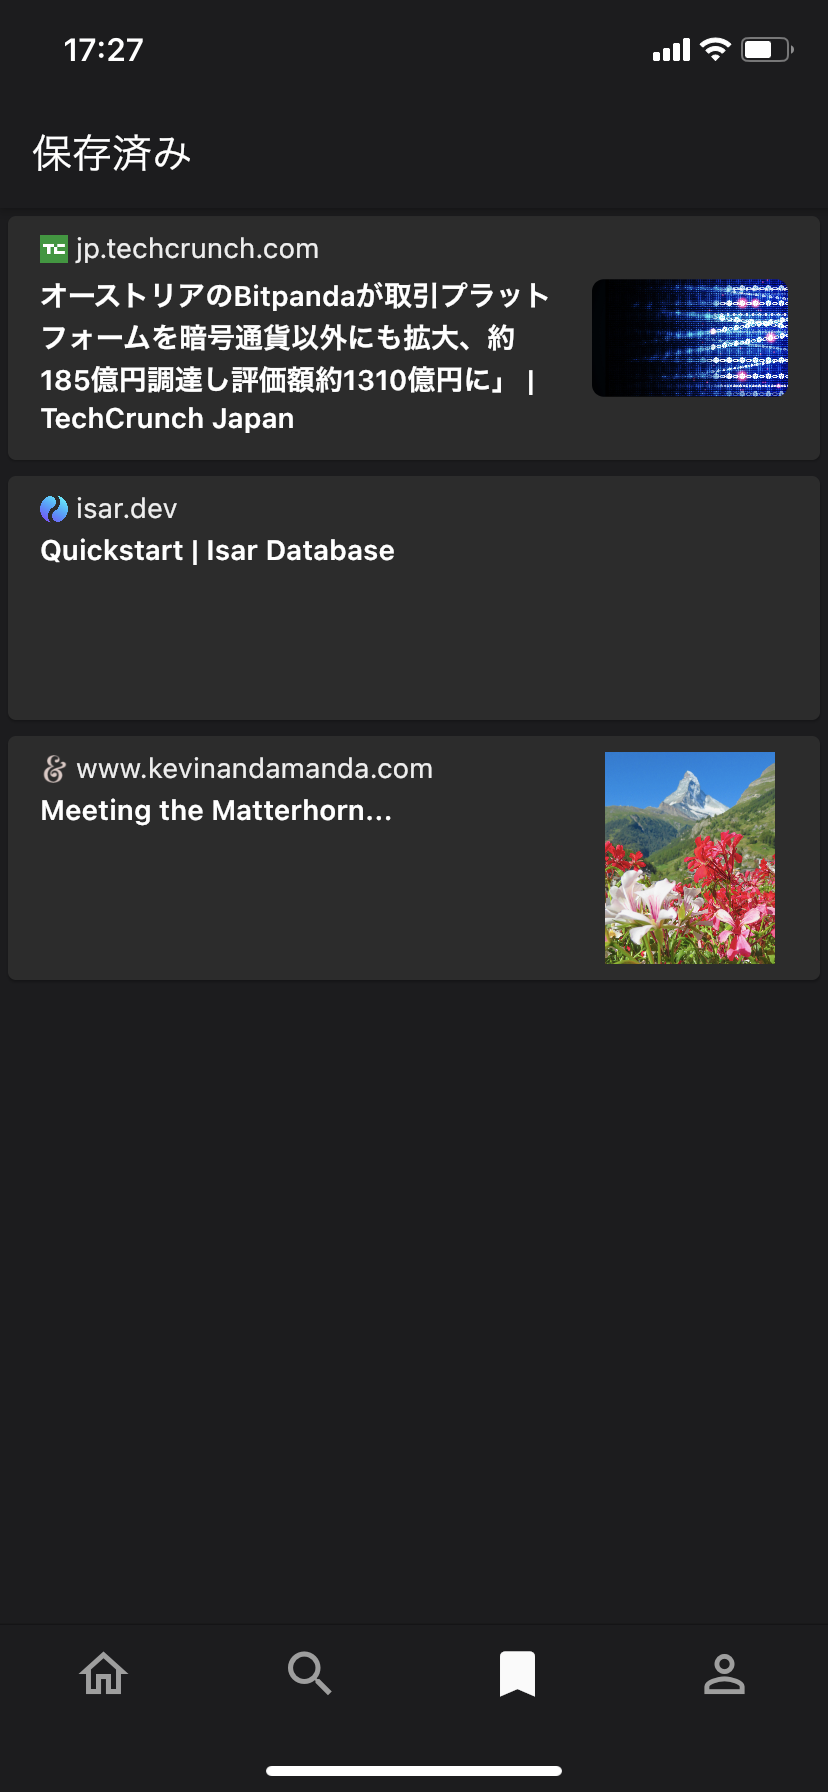 17:27
保存済み
TC jp.techcrunch.com
オーストリアのBitpandaが取引プラット
フォームを暗号通貨以外にも拡大、約
185億円調達し評価額約1310億円に」 |
TechCrunch Japan
isar.dev
Quickstart | Isar Database
& www.kevinandamanda.com
Meeting the Matterhorn...